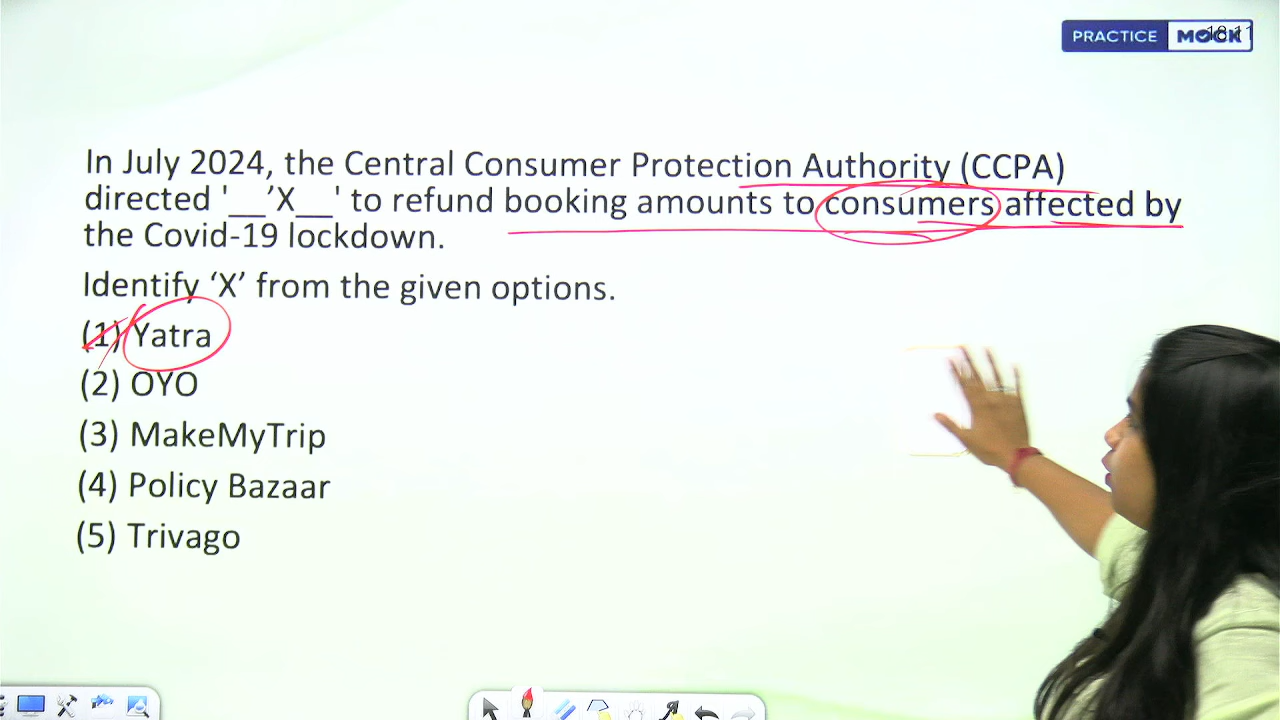 PRACTICE MOCK
18:11
In July 2024, the Central Consumer Protection Authority (CCPA)
directed '__’X__ ' to refund booking amounts to consumers affected by
the Covid-19 lockdown.
Identify ‘X’ from the given options.
(1) Yatra
(2) OYO
(3) MakeMyTrip
(4) Policy Bazaar
(5) Trivago